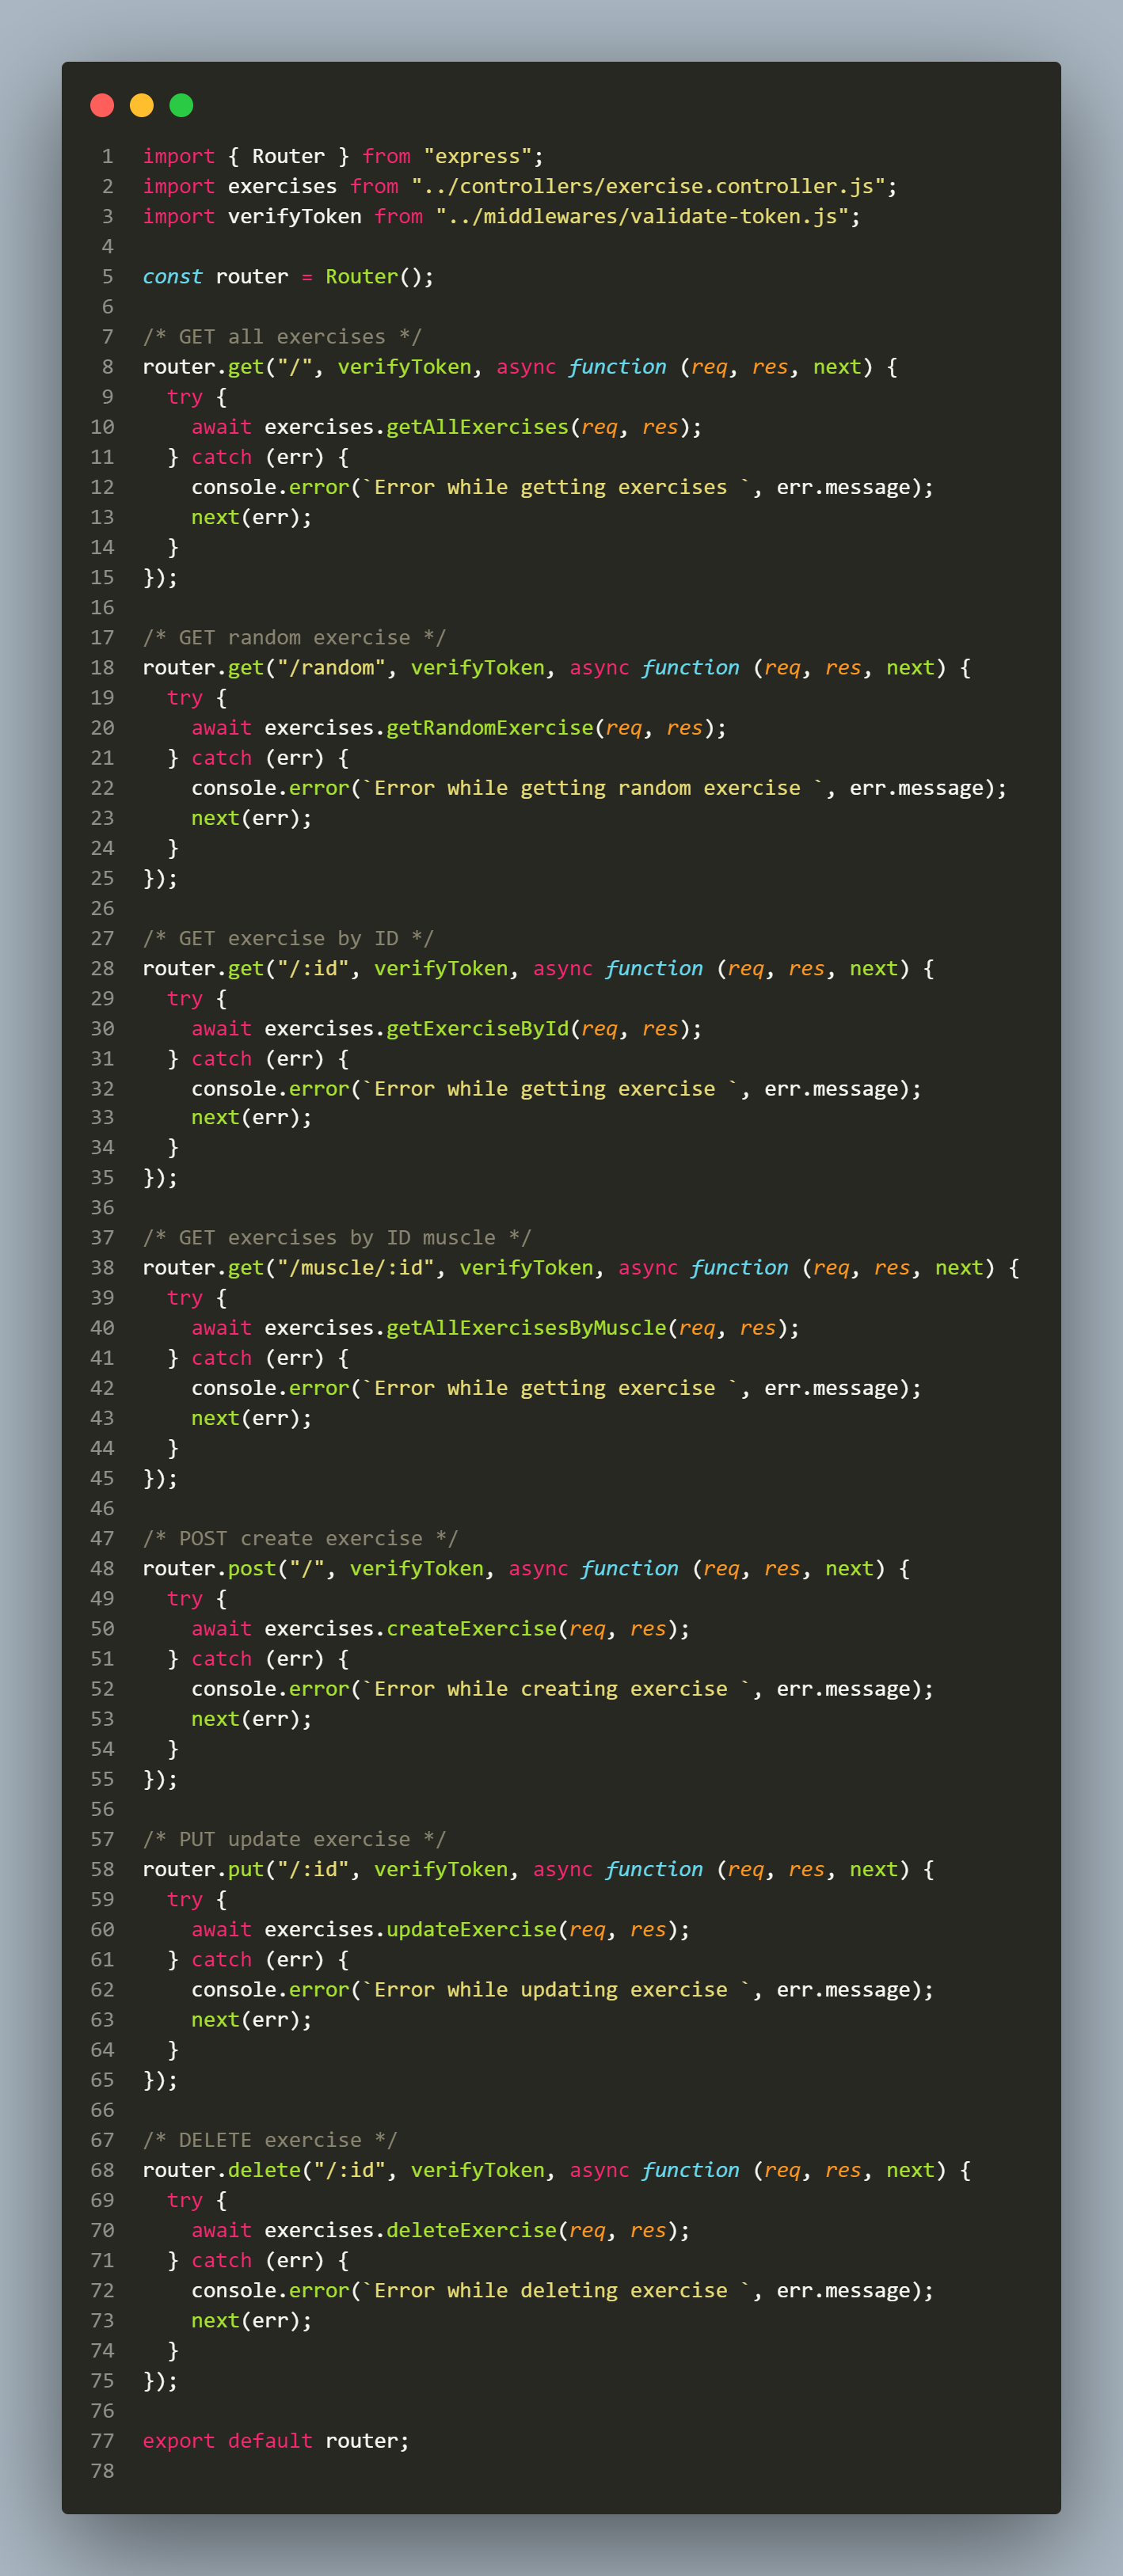 1 import { Router } from "express";
2 import exercises from "../controllers/exercise.controller.js";
3 import verifyToken from "../middlewares/validate-token.js";
4
5 const router = Router();
6
7 /* GET all exercises */
8 router.get("/", verifyToken, async function (req, res, next) {
9   try {
10     await exercises.getAllExercises(req, res);
11   } catch (err) {
12     console.error(`Error while getting exercises `, err.message);
13     next(err);
14   }
15 });
16
17 /* GET random exercise */
18 router.get("/random", verifyToken, async function (req, res, next) {
19   try {
20     await exercises.getRandomExercise(req, res);
21   } catch (err) {
22     console.error(`Error while getting random exercise `, err.message);
23     next(err);
24   }
25 });
26
27 /* GET exercise by ID */
28 router.get("/:id", verifyToken, async function (req, res, next) {
29   try {
30     await exercises.getExerciseById(req, res);
31   } catch (err) {
32     console.error(`Error while getting exercise `, err.message);
33     next(err);
34   }
35 });
36
37 /* GET exercises by ID muscle */
38 router.get("/muscle/:id", verifyToken, async function (req, res, next) {
39   try {
40     await exercises.getAllExercisesByMuscle(req, res);
41   } catch (err) {
42     console.error(`Error while getting exercise `, err.message);
43     next(err);
44   }
45 });
46
47 /* POST create exercise */
48 router.post("/", verifyToken, async function (req, res, next) {
49   try {
50     await exercises.createExercise(req, res);
51   } catch (err) {
52     console.error(`Error while creating exercise `, err.message);
53     next(err);
54   }
55 });
56
57 /* PUT update exercise */
58 router.put("/:id", verifyToken, async function (req, res, next) {
59   try {
60     await exercises.updateExercise(req, res);
61   } catch (err) {
62     console.error(`Error while updating exercise `, err.message);
63     next(err);
64   }
65 });
66
67 /* DELETE exercise */
68 router.delete("/:id", verifyToken, async function (req, res, next) {
69   try {
70     await exercises.deleteExercise(req, res);
71   } catch (err) {
72     console.error(`Error while deleting exercise `, err.message);
73     next(err);
74   }
75 });
76
77 export default router;
78